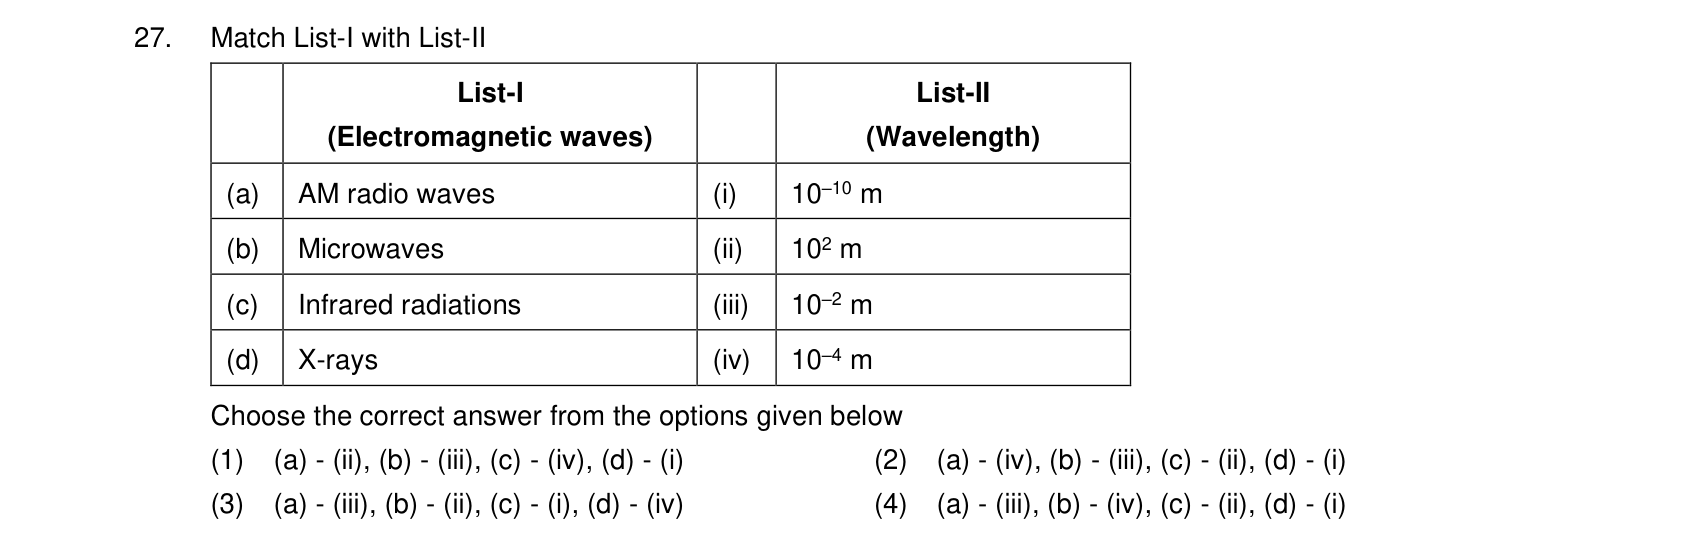 27. Match List-I with List-II
List-I
(Electromagnetic waves)
List-II
(Wavelength)
(a) AM radio waves (i) 10⁻¹⁰ m
(b) Microwaves (ii) 10² m
(c) Infrared radiations (iii) 10⁻² m
(d) X-rays (iv) 10⁻⁴ m
Choose the correct answer from the options given below
(1) (a) - (ii), (b) - (iii), (c) - (iv), (d) - (i) (2) (a) - (iv), (b) - (iii), (c) - (ii), (d) - (i)
(3) (a) - (iii), (b) - (ii), (c) - (i), (d) - (iv) (4) (a) - (iii), (b) - (iv), (c) - (ii), (d) - (i)